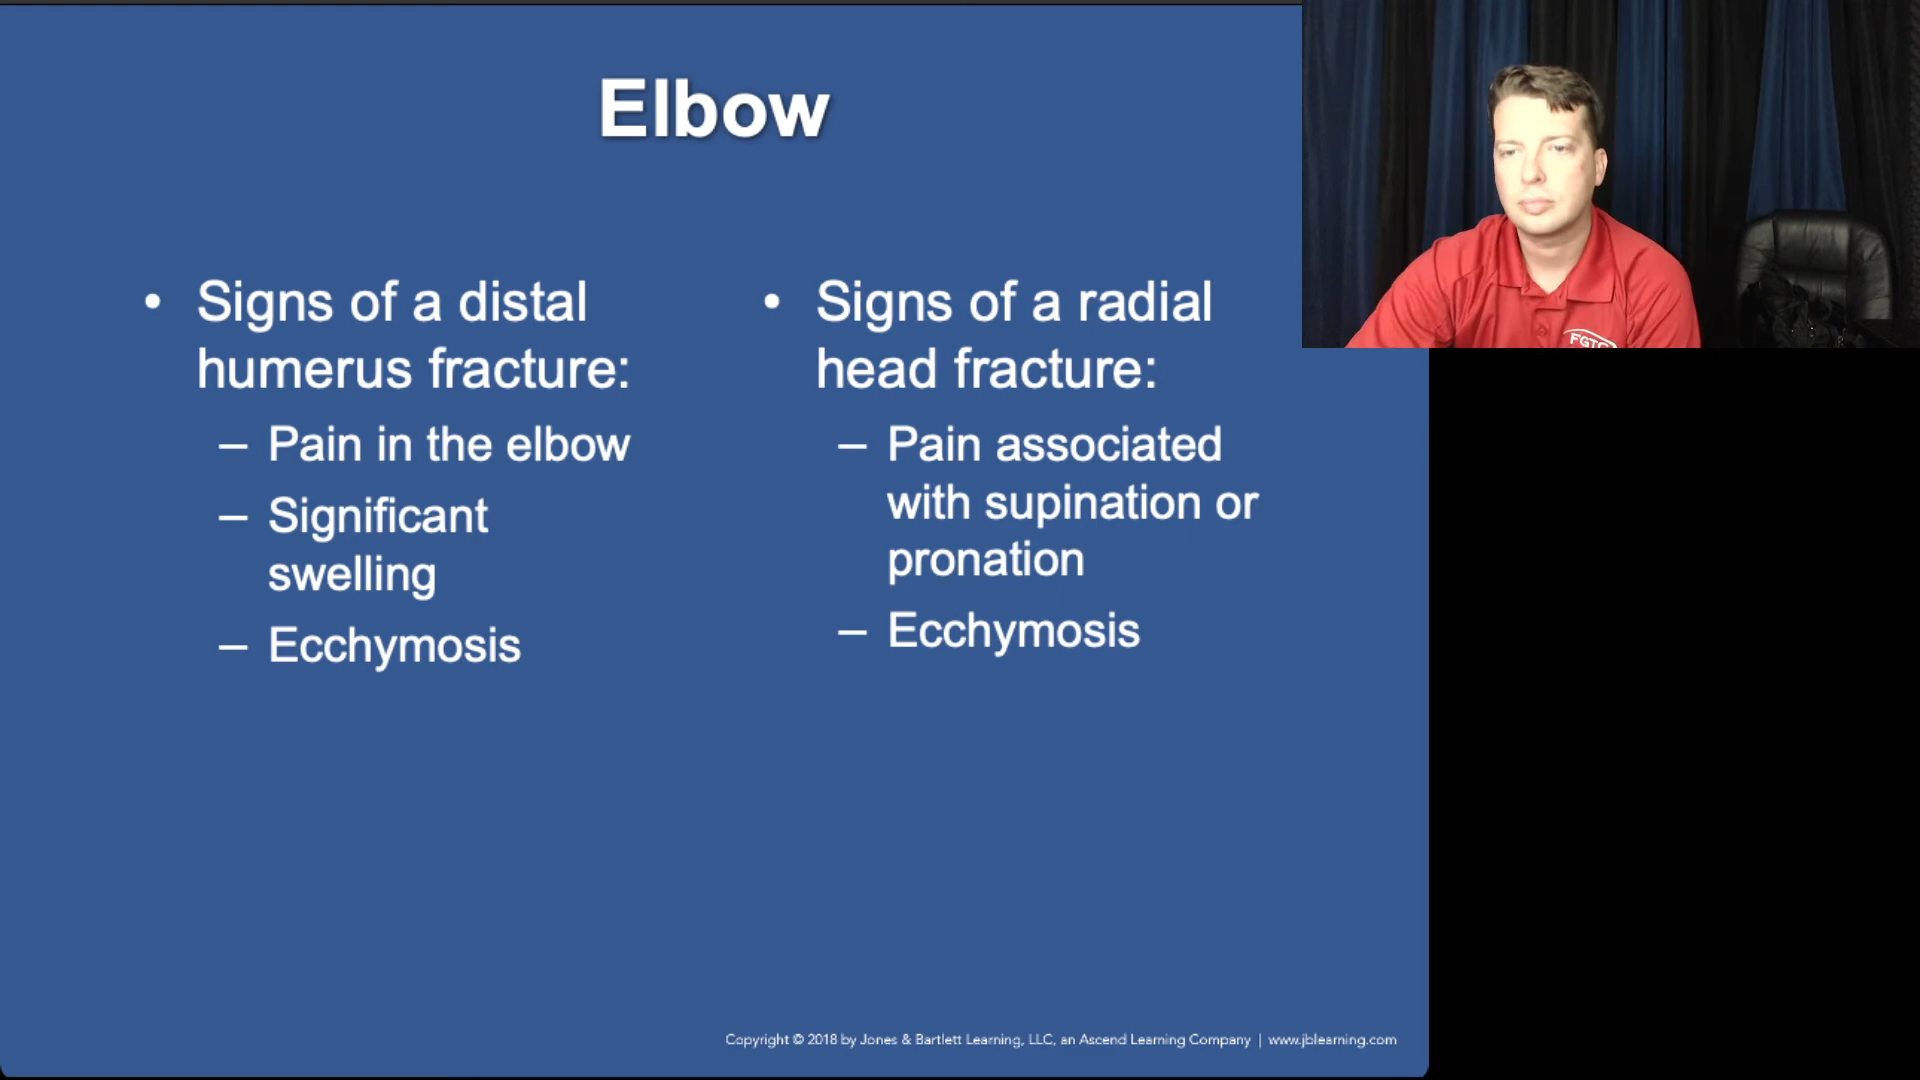 Elbow
• Signs of a distal
humerus fracture:
– Pain in the elbow
– Significant
swelling
– Ecchymosis
• Signs of a radial
head fracture:
– Pain associated
with supination or
pronation
– Ecchymosis
FGTC
Copyright © 2018 by Jones & Bartlett Learning, LLC, an Ascend Learning Company | www.jblearning.com